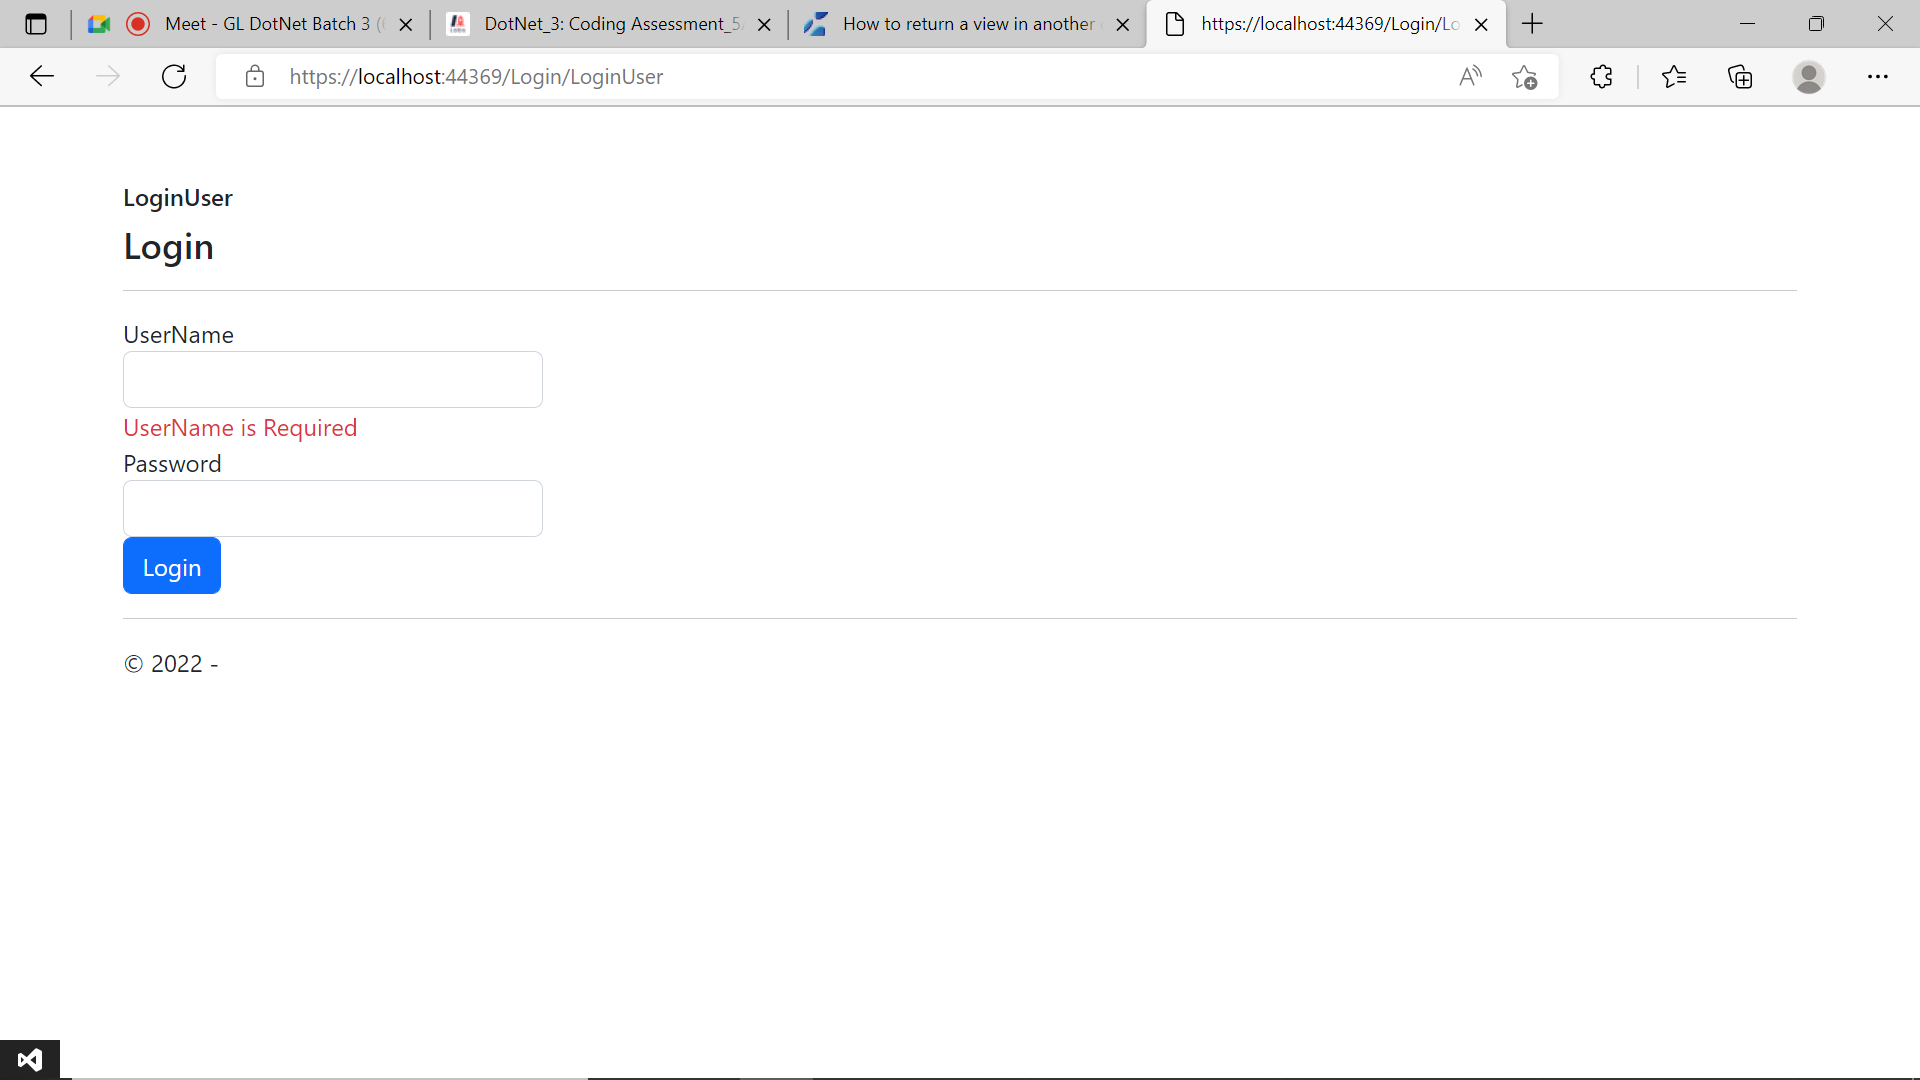 Meet - GL DotNet Batch 3
DotNet_3: Coding Assessment_5
How to return a view in another
https://localhost:44369/Login/Lo
https://localhost:44369/Login/LoginUser
LoginUser
Login
UserName
UserName is Required
Password
Login
© 2022 -